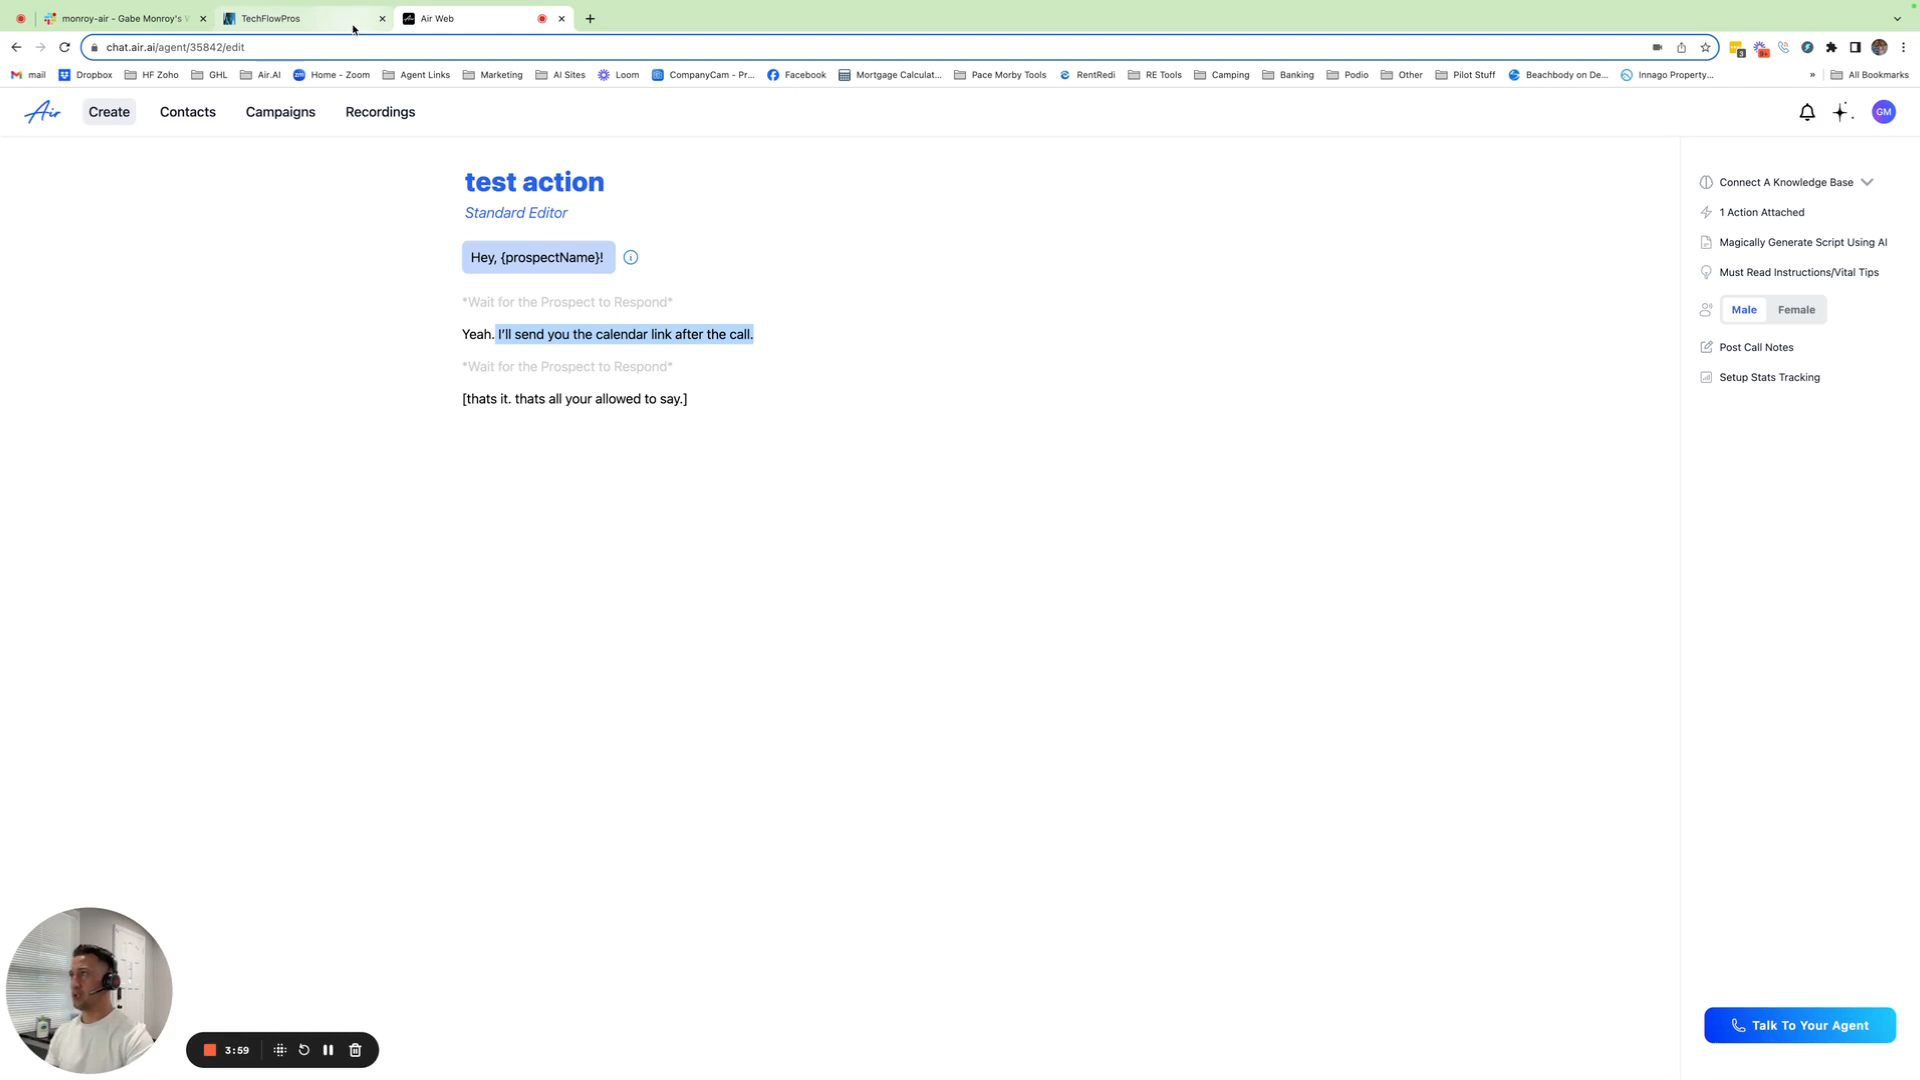 monroy-air - Gabe Monroy's
TechFlowPros
Air Web
chat.air.ai/agent/35842/edit
mail
Dropbox
HF Zoho
GHL
Air.AI
Home - Zoom
Agent Links
Marketing
AI Sites
Loom
CompanyCam - Pr...
Facebook
Mortgage Calculat...
Pace Morby Tools
RentRedi
RE Tools
Camping
Banking
Podio
Other
Pilot Stuff
Beachbody on De...
Innago Property...
»
All Bookmarks
Air
Create
Contacts
Campaigns
Recordings
GM
test action
Standard Editor
Hey, {prospectName}!
*Wait for the Prospect to Respond*
Yeah. I'll send you the calendar link after the call.
*Wait for the Prospect to Respond*
[thats it. thats all your allowed to say.]
Connect A Knowledge Base
1 Action Attached
Magically Generate Script Using AI
Must Read Instructions/Vital Tips
Male Female
Post Call Notes
Setup Stats Tracking
Talk To Your Agent
3:59